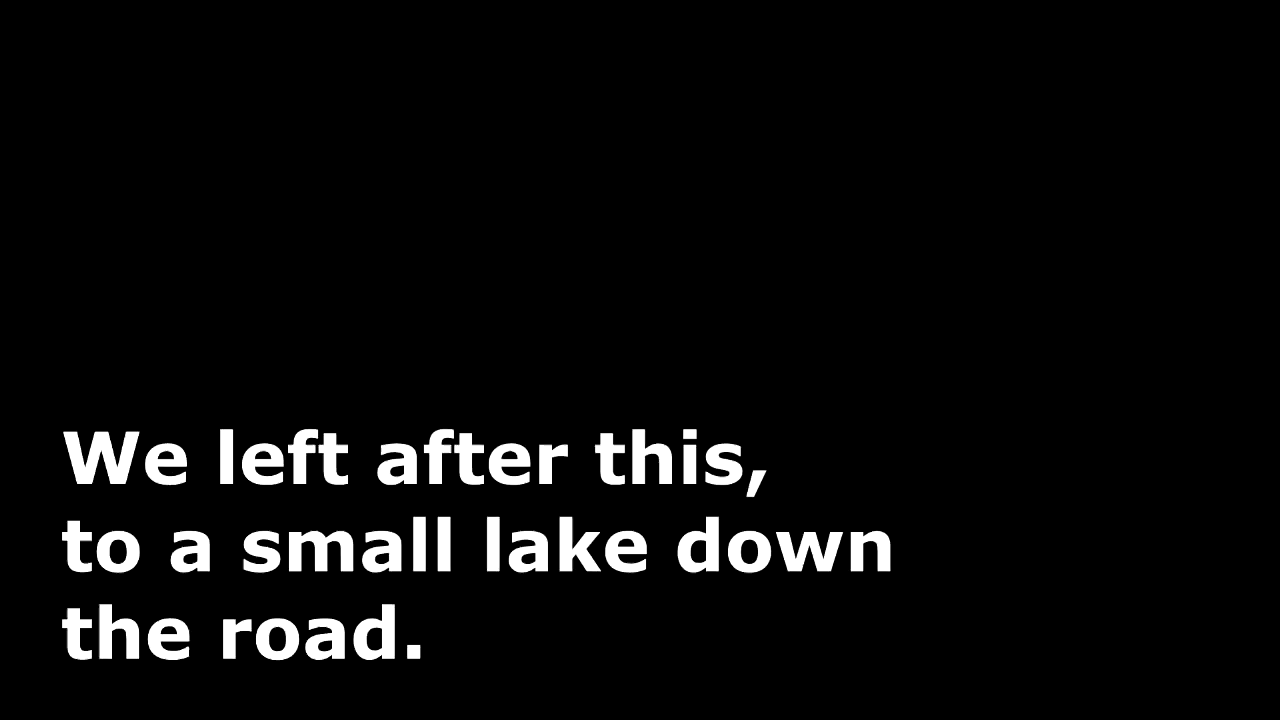 We left after this,
to a small lake down
the road.